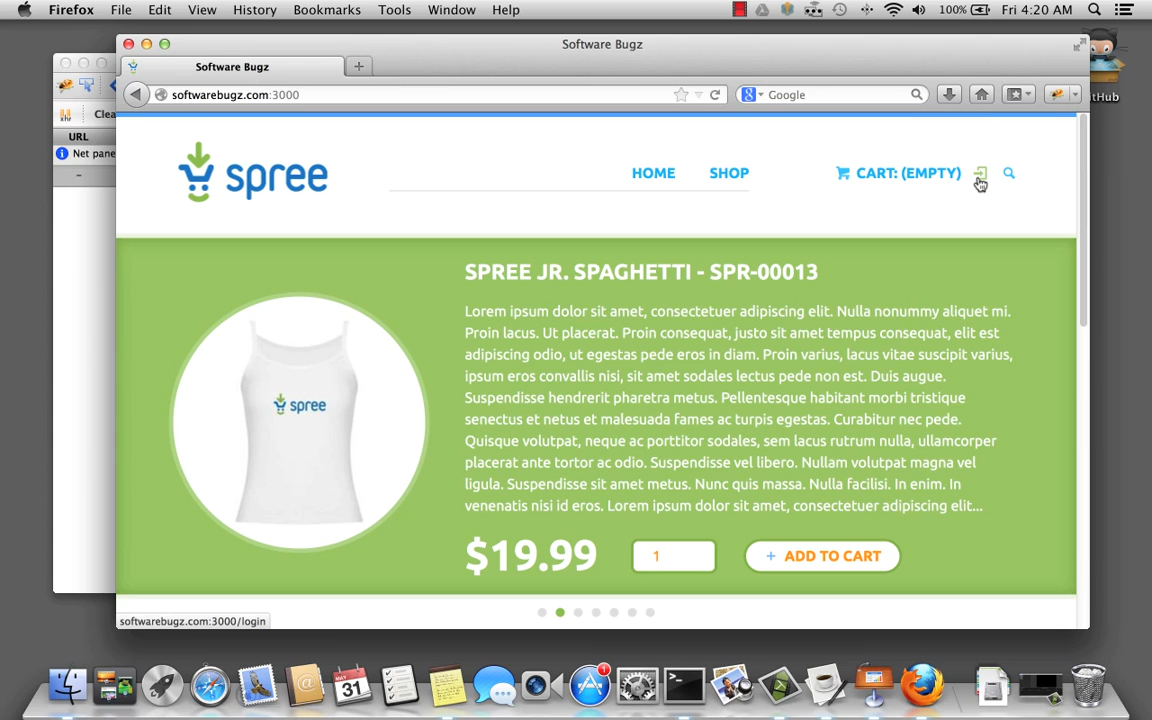 Firefox File Edit View History Bookmarks Tools Window Help 100% Fri 4:20 AM
Software Bugz
Software Bugz
softwarebugz.com:3000
Google
Clea
URL
Net pane
tHub
spree
HOME SHOP CART: (EMPTY)
SPREE JR. SPAGHETTI - SPR-00013
Lorem ipsum dolor sit amet, consectetuer adipiscing elit. Nulla nonummy aliquet mi.
Proin lacus. Ut placerat. Proin consequat, justo sit amet tempus consequat, elit est
adipiscing odio, ut egestas pede eros in diam. Proin varius, lacus vitae suscipit varius,
ipsum eros convallis nisi, sit amet sodales lectus pede non est. Duis augue.
Suspendisse hendrerit pharetra metus. Pellentesque habitant morbi tristique
senectus et netus et malesuada fames ac turpis egestas. Curabitur nec pede.
Quisque volutpat, neque ac porttitor sodales, sem lacus rutrum nulla, ullamcorper
placerat ante tortor ac odio. Suspendisse vel libero. Nullam volutpat magna vel
ligula. Suspendisse sit amet metus. Nunc quis massa. Nulla facilisi. In enim. In
venenatis nisi id eros. Lorem ipsum dolor sit amet, consectetuer adipiscing elit...
spree
$19.99 1 + ADD TO CART
softwarebugz.com:3000/login
MAY
31
1